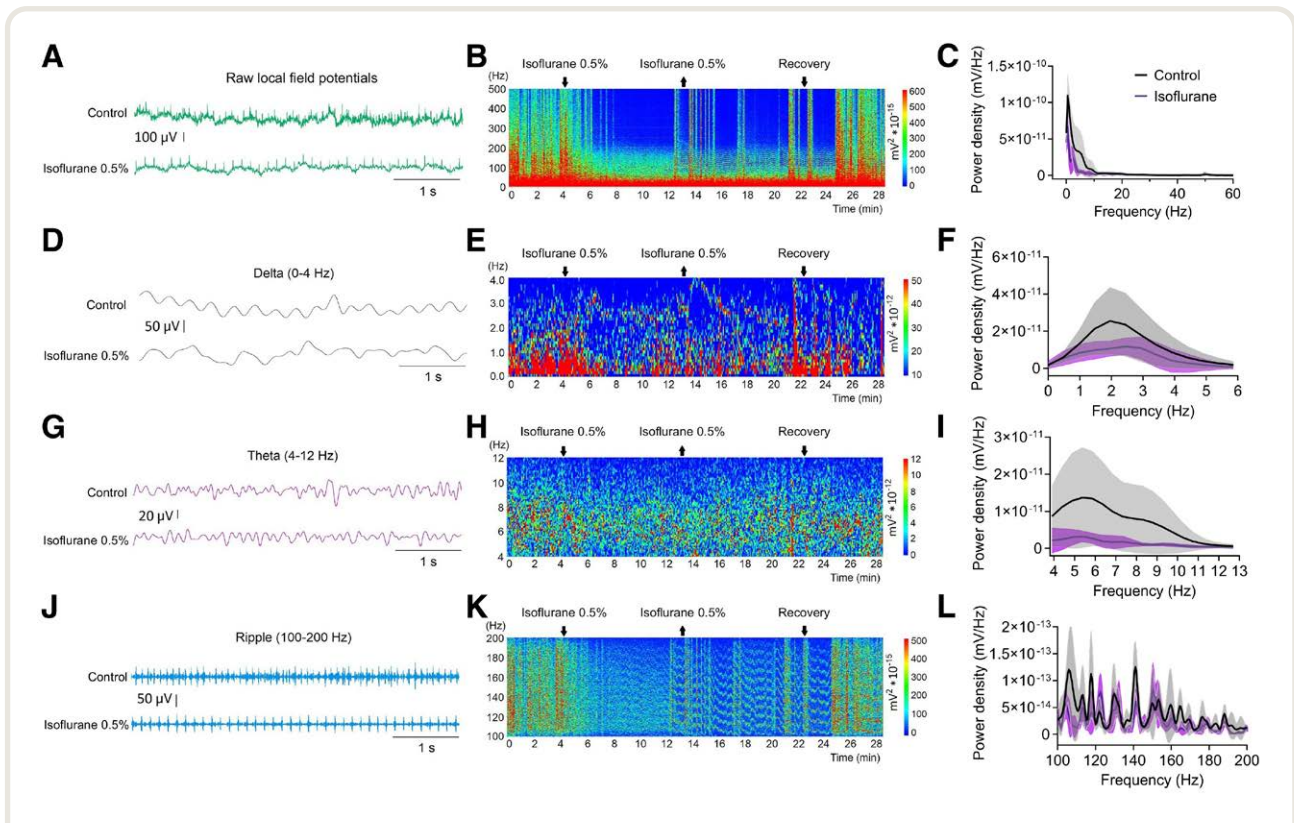 A
Raw local field potentials
Control
100 µV
Isoflurane 0.5%
1 s
B
Isoflurane 0.5% Isoflurane 0.5% Recovery
(Hz)
500
400
300
200
100
0
0 2 4 6 8 10 12 14 16 18 20 22 24 26 28
Time (min)
600
500
400
300
200
100
0
mV² *10⁻¹⁵
C
Power density (mV/Hz)
1.5×10⁻¹⁰
1×10⁻¹⁰
5×10⁻¹¹
0
Control
Isoflurane
0 20 40 60
Frequency (Hz)
D
Delta (0-4 Hz)
Control
50 µV
Isoflurane 0.5%
1 s
E
Isoflurane 0.5% Isoflurane 0.5% Recovery
(Hz)
4.0
3.0
2.0
1.0
0.0
0 2 4 6 8 10 12 14 16 18 20 22 24 26 28
Time (min)
50
40
30
20
10
mV² *10⁻¹²
F
Power density (mV/Hz)
6×10⁻¹¹
4×10⁻¹¹
2×10⁻¹¹
0
0 1 2 3 4 5 6
Frequency (Hz)
G
Theta (4-12 Hz)
Control
20 µV
Isoflurane 0.5%
1 s
H
Isoflurane 0.5% Isoflurane 0.5% Recovery
(Hz)
12
10
8
6
4
0 2 4 6 8 10 12 14 16 18 20 22 24 26 28
Time (min)
12
10
8
6
4
2
0
mV² *10⁻¹²
I
Power density (mV/Hz)
3×10⁻¹¹
2×10⁻¹¹
1×10⁻¹¹
0
4 5 6 7 8 9 10 11 12 13
Frequency (Hz)
J
Ripple (100-200 Hz)
Control
50 µV
Isoflurane 0.5%
1 s
K
Isoflurane 0.5% Isoflurane 0.5% Recovery
(Hz)
200
180
160
140
120
100
0 2 4 6 8 10 12 14 16 18 20 22 24 26 28
Time (min)
500
400
300
200
100
0
mV² *10⁻¹⁵
L
Power density (mV/Hz)
2×10⁻¹³
1×10⁻¹³
5×10⁻¹⁴
0
100 120 140 160 180 200
Frequency (Hz)